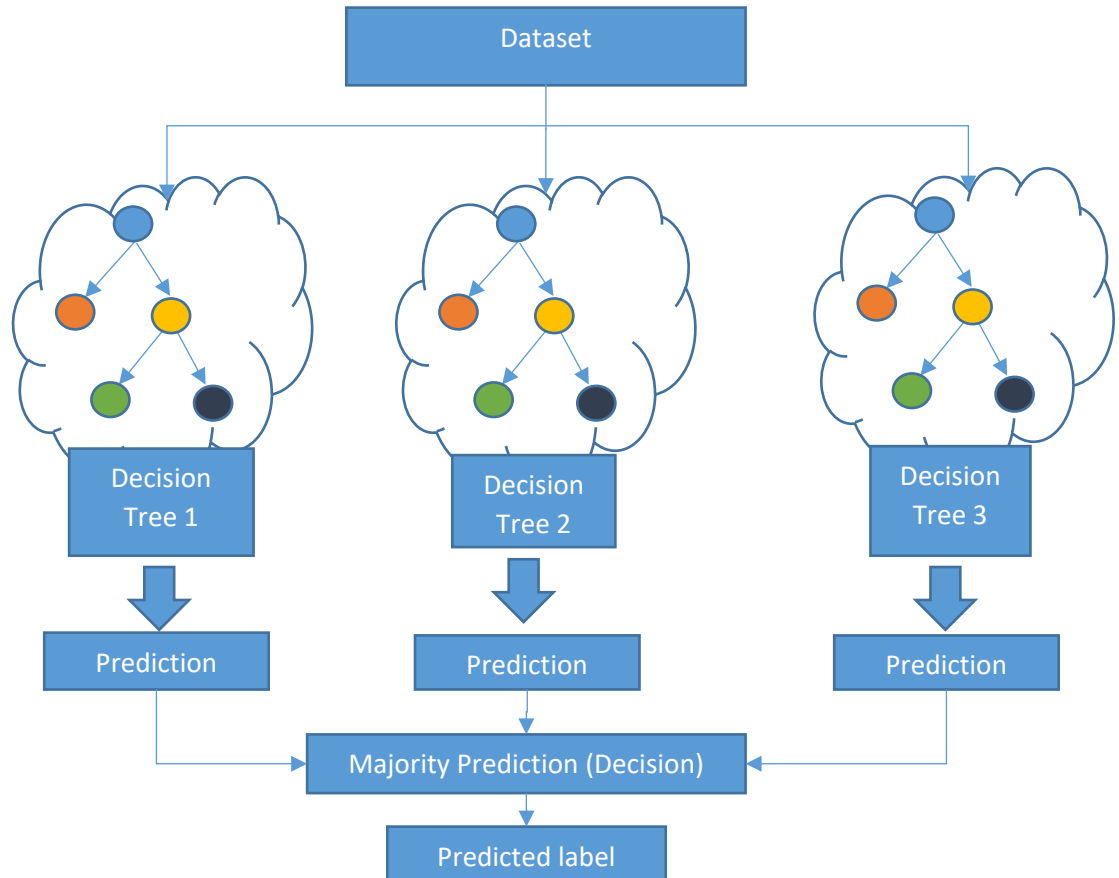 Dataset
Decision
Tree 1
Decision
Tree 2
Decision
Tree 3
Prediction
Prediction
Prediction
Majority Prediction (Decision)
Predicted label